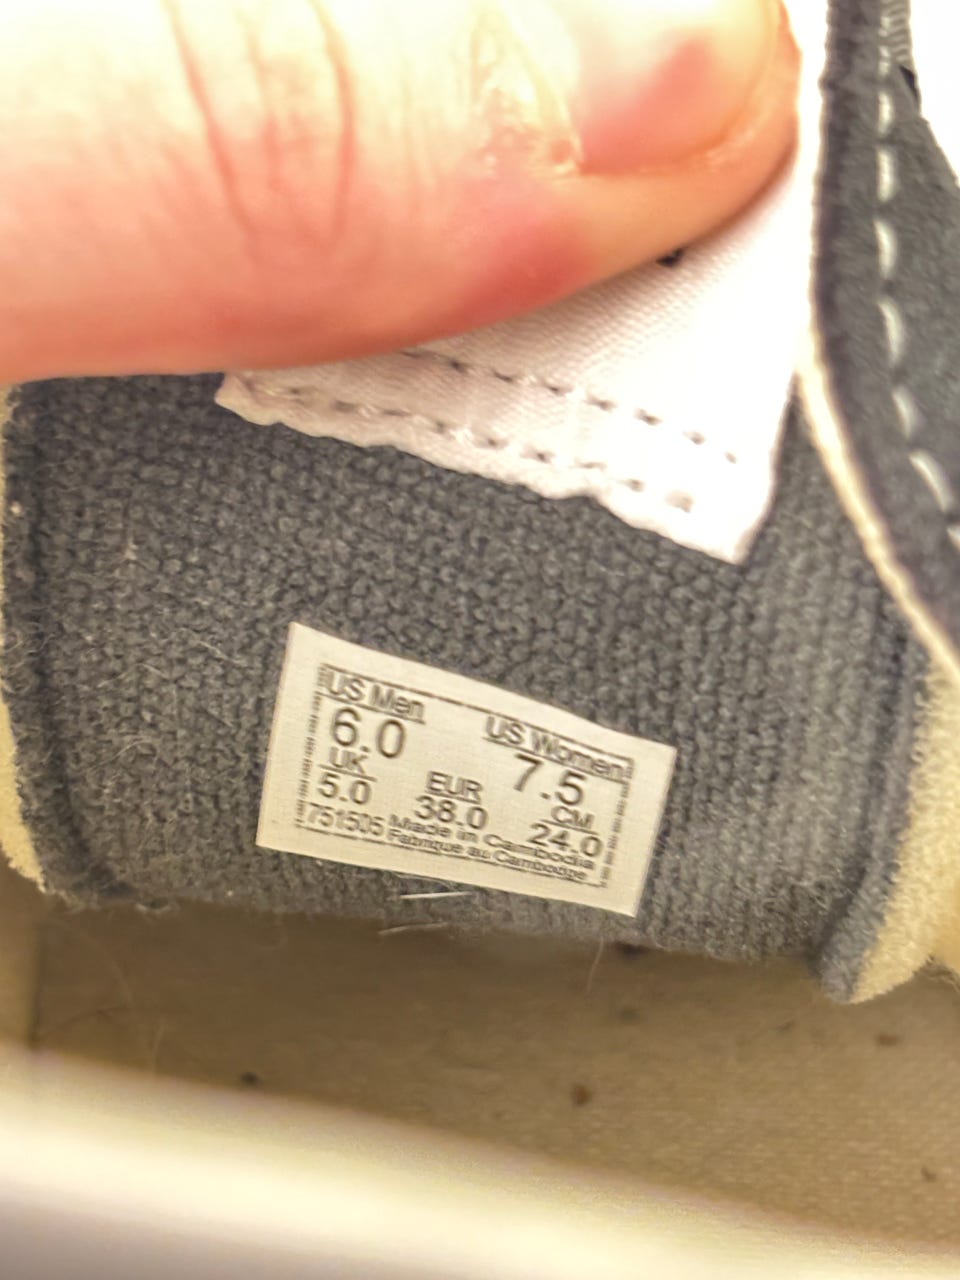 US Men US Women
6.0 7.5
UK EUR CM
5.0 38.0 24.0
751505 Made in Cambodia
Fabriqué au Cambodge